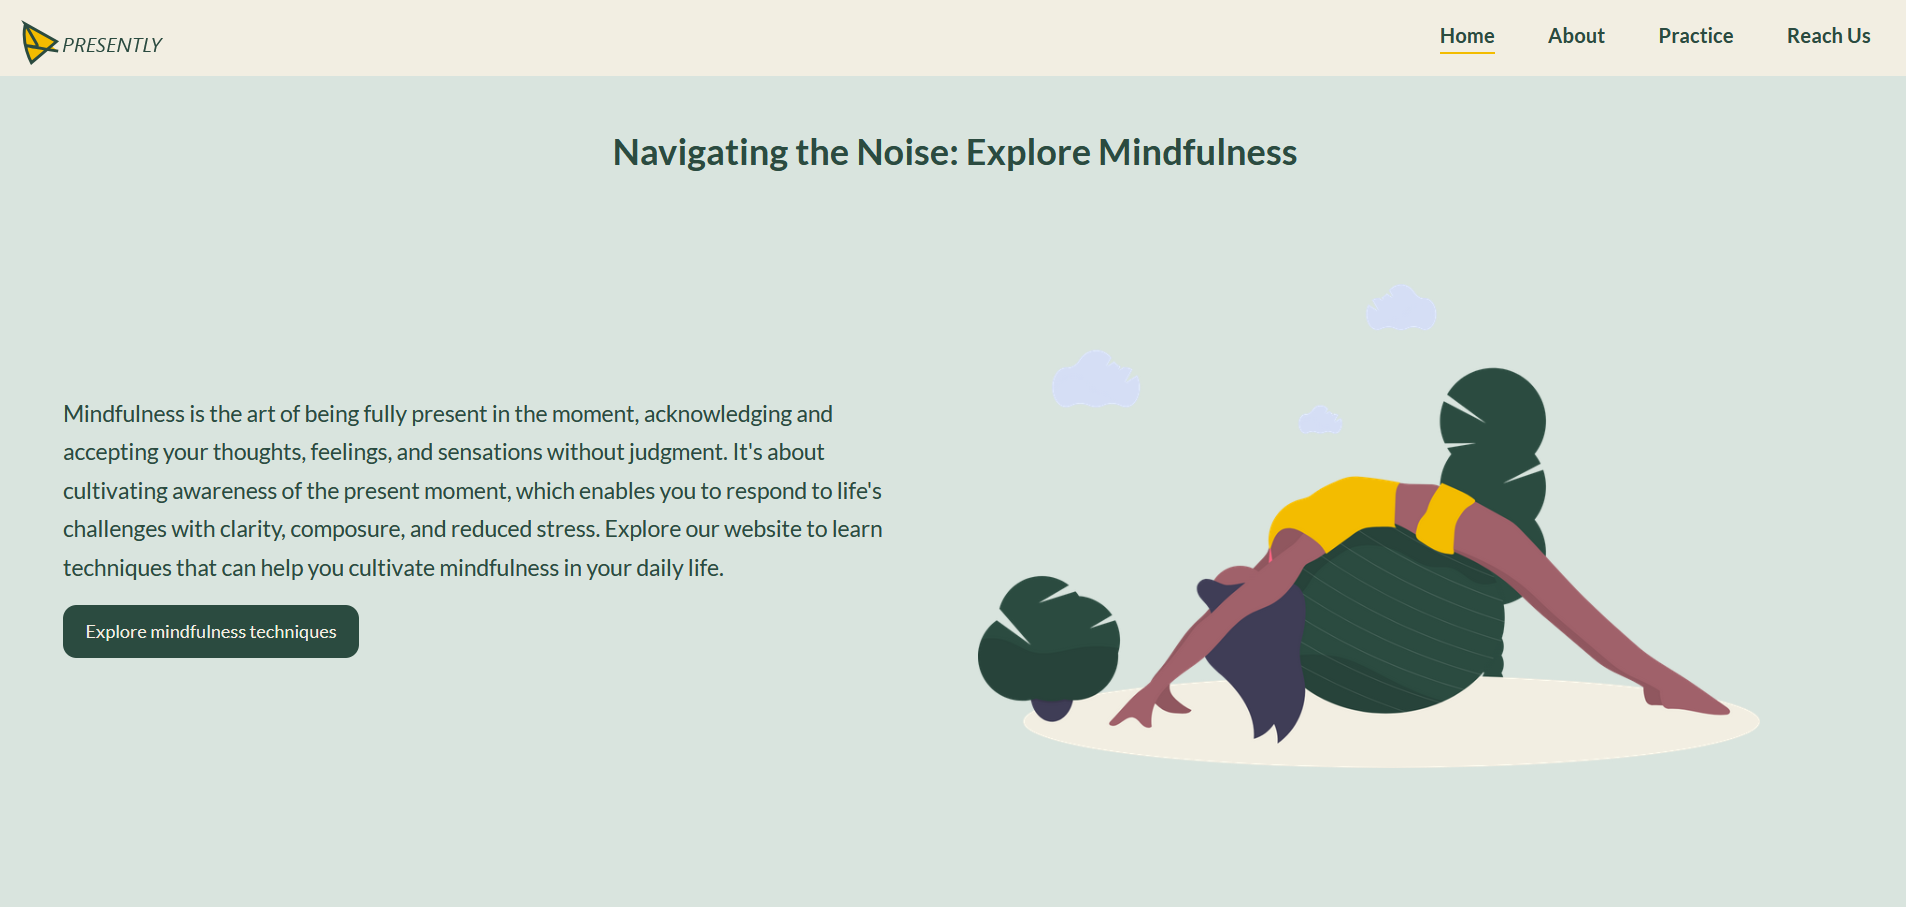 PRESENTLY
Home About Practice Reach Us
Navigating the Noise: Explore Mindfulness
Mindfulness is the art of being fully present in the moment, acknowledging and
accepting your thoughts, feelings, and sensations without judgment. It's about
cultivating awareness of the present moment, which enables you to respond to life's
challenges with clarity, composure, and reduced stress. Explore our website to learn
techniques that can help you cultivate mindfulness in your daily life.
Explore mindfulness techniques